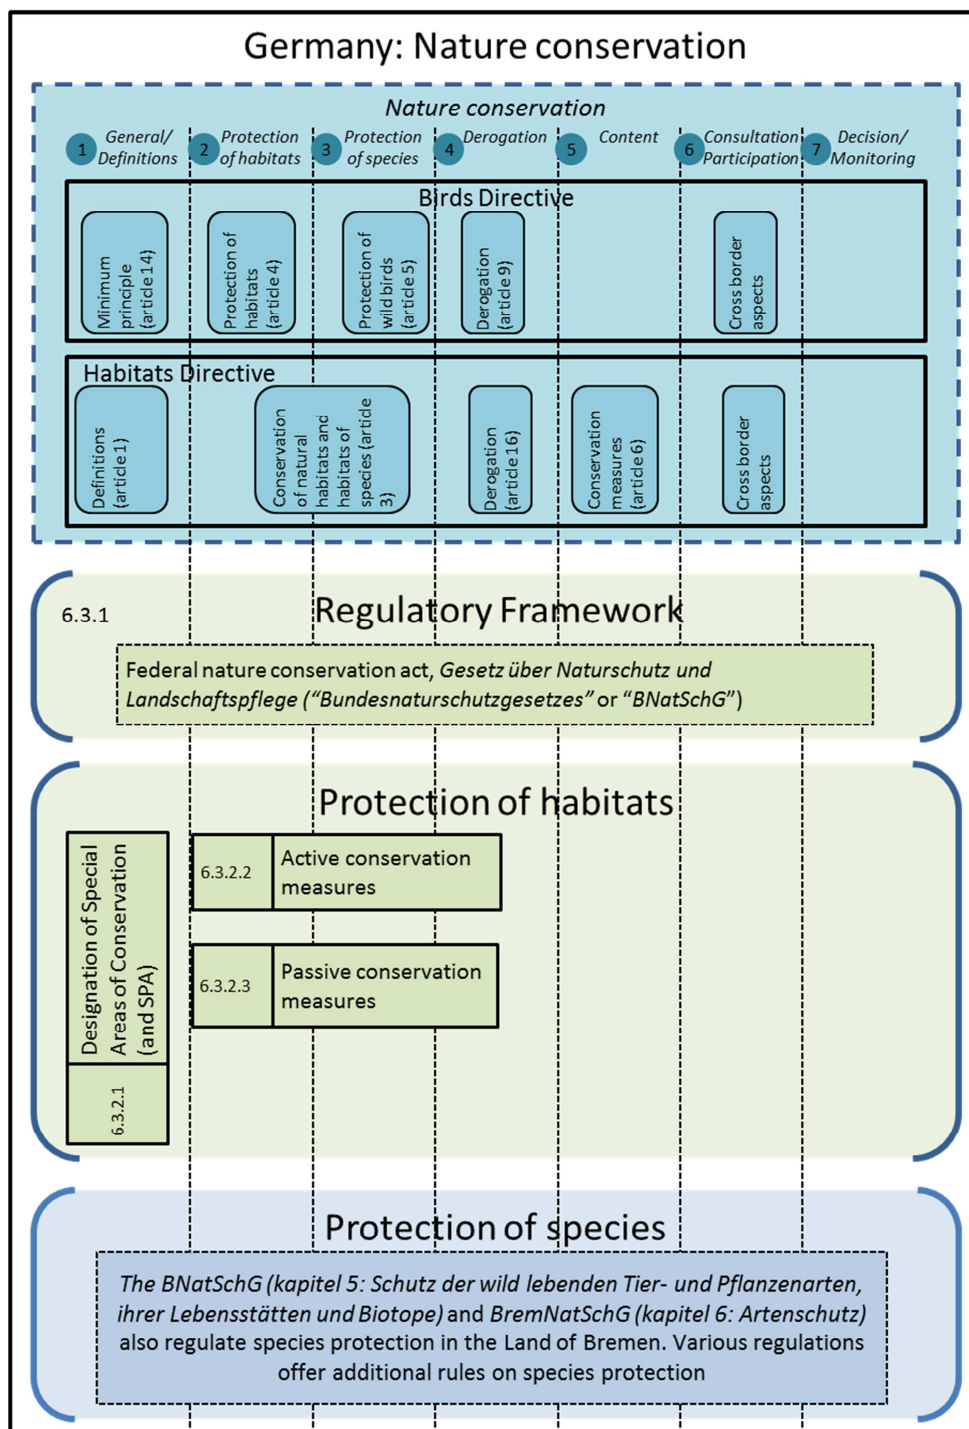 Germany: Nature conservation
Nature conservation
1 General/
Definitions
2 Protection
of habitats
3 Protection
of species
4 Derogation
5 Content
6 Consultation
Participation
7 Decision/
Monitoring
Birds Directive
Minimum
principle
(article 14)
Protection of
habitats
(article 4)
Protection of
wild birds
(article 5)
Derogation
(article 9)
Cross border
aspects
Habitats Directive
Definitions
(article 1)
Conservation
of natural
habitats and
habitats of
species (article
3)
Derogation
(article 16)
Conservation
measures
(article 6)
Cross border
aspects
6.3.1
Regulatory Framework
Federal nature conservation act, Gesetz über Naturschutz und
Landschaftspflege (“Bundesnaturschutzgesetzes” or “BNatSchG”)
Protection of habitats
Designation of Special
Areas of Conservation
(and SPA)
6.3.2.1
6.3.2.2
Active conservation
measures
6.3.2.3
Passive conservation
measures
Protection of species
The BNatSchG (kapitel 5: Schutz der wild lebenden Tier- und Pflanzenarten,
ihrer Lebensstätten und Biotope) and BremNatSchG (kapitel 6: Artenschutz)
also regulate species protection in the Land of Bremen. Various regulations
offer additional rules on species protection